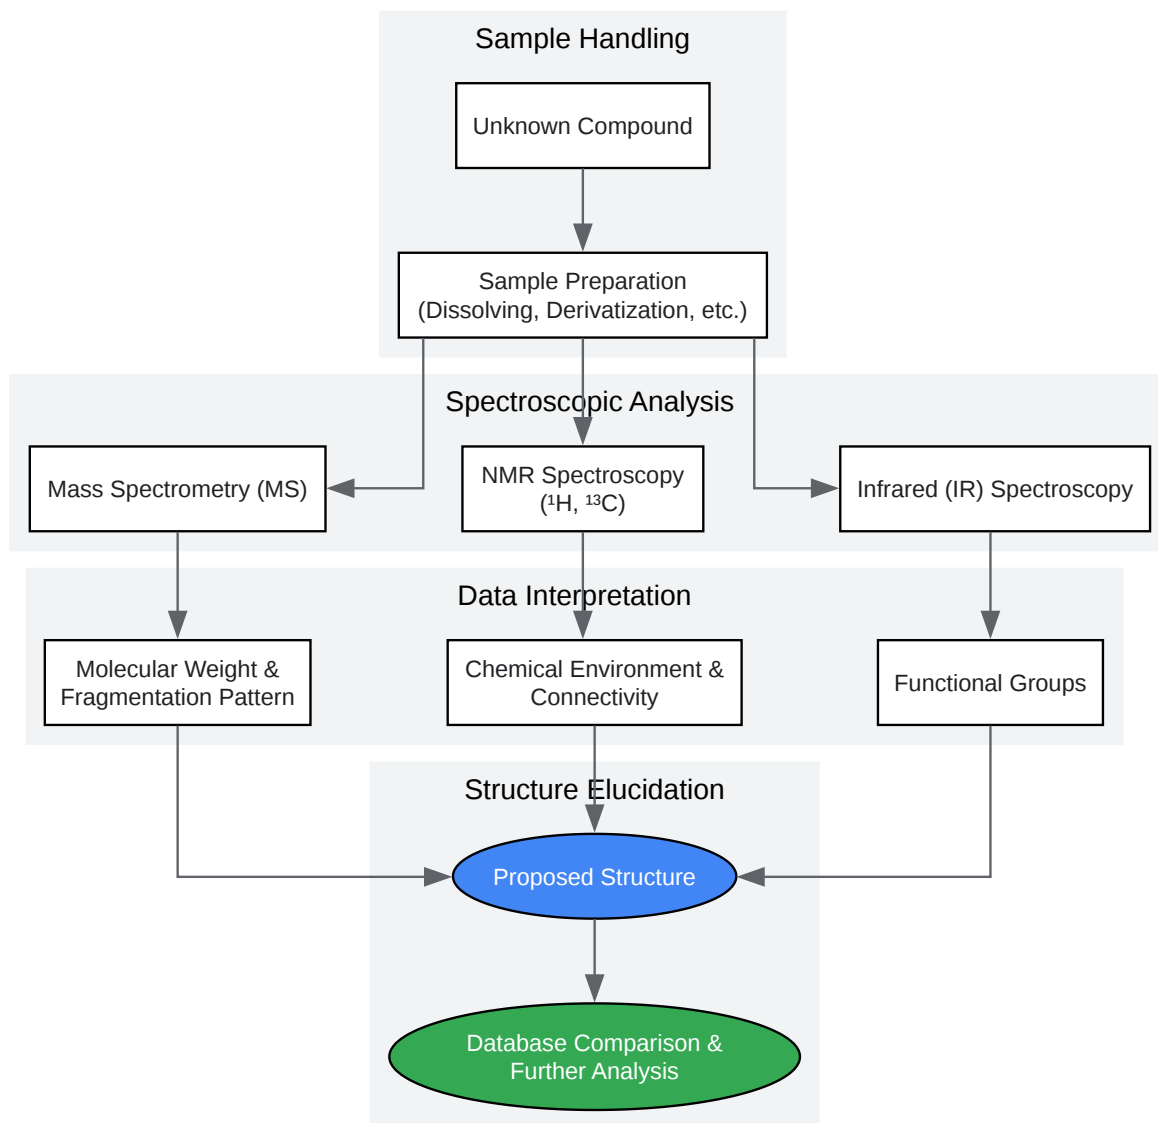 Sample Handling
Unknown Compound
Sample Preparation
(Dissolving, Derivatization, etc.)
Spectroscopic Analysis
Mass Spectrometry (MS)
NMR Spectroscopy
(¹H, ¹³C)
Infrared (IR) Spectroscopy
Data Interpretation
Molecular Weight &
Fragmentation Pattern
Chemical Environment &
Connectivity
Functional Groups
Structure Elucidation
Proposed Structure
Database Comparison &
Further Analysis